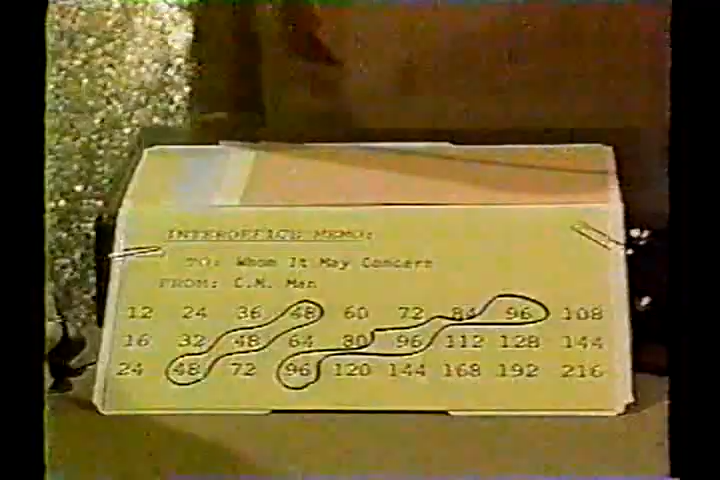 INTEROFFICE MEMO:
TO: Whom It May Concern
FROM: C.M. Man
12 24 36 48 60 72 84 96 108
16 32 48 64 80 96 112 128 144
24 48 72 96 120 144 168 192 216